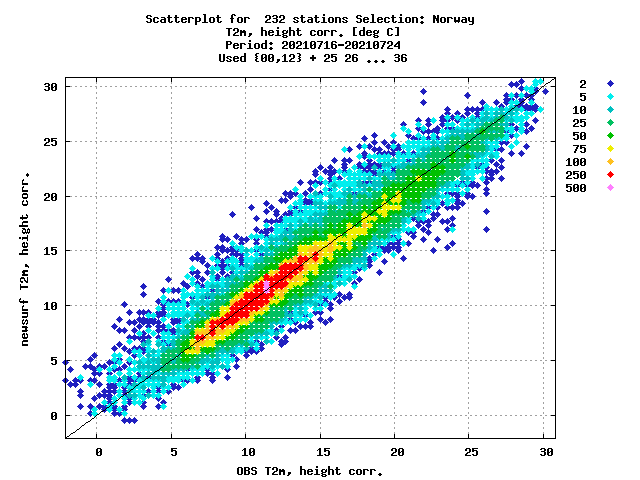 Scatterplot for  232 stations Selection: Norway
T2m, height corr. [deg C]
Period: 20210716-20210724
Used {00,12} + 25 26 ... 36
newsurf T2m, height corr.
30
25
20
15
10
5
0
0 5 10 15 20 25 30
OBS T2m, height corr.
2
5
10
25
50
75
100
250
500